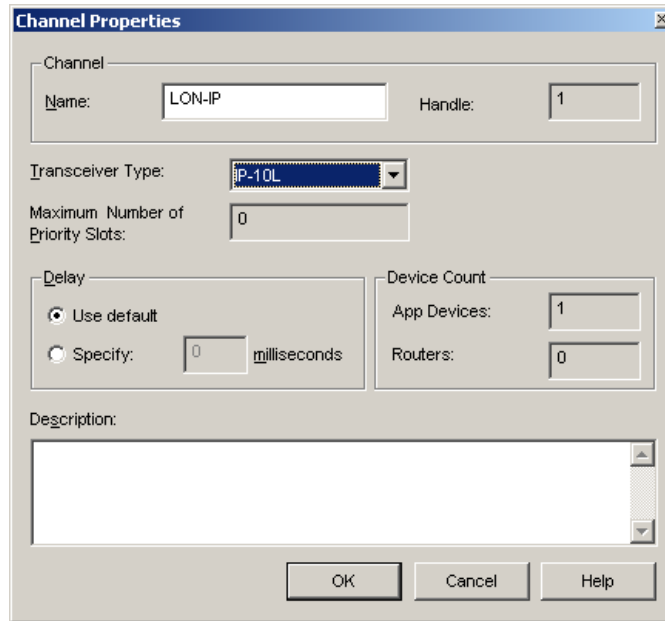 Channel Properties
Channel
Name: LON-IP Handle: 1
Transceiver Type: IP-10L
Maximum Number of
Priority Slots: 0
Delay Device Count
Use default App Devices: 1
Specify: 0 milliseconds Routers: 0
Description:
OK Cancel Help